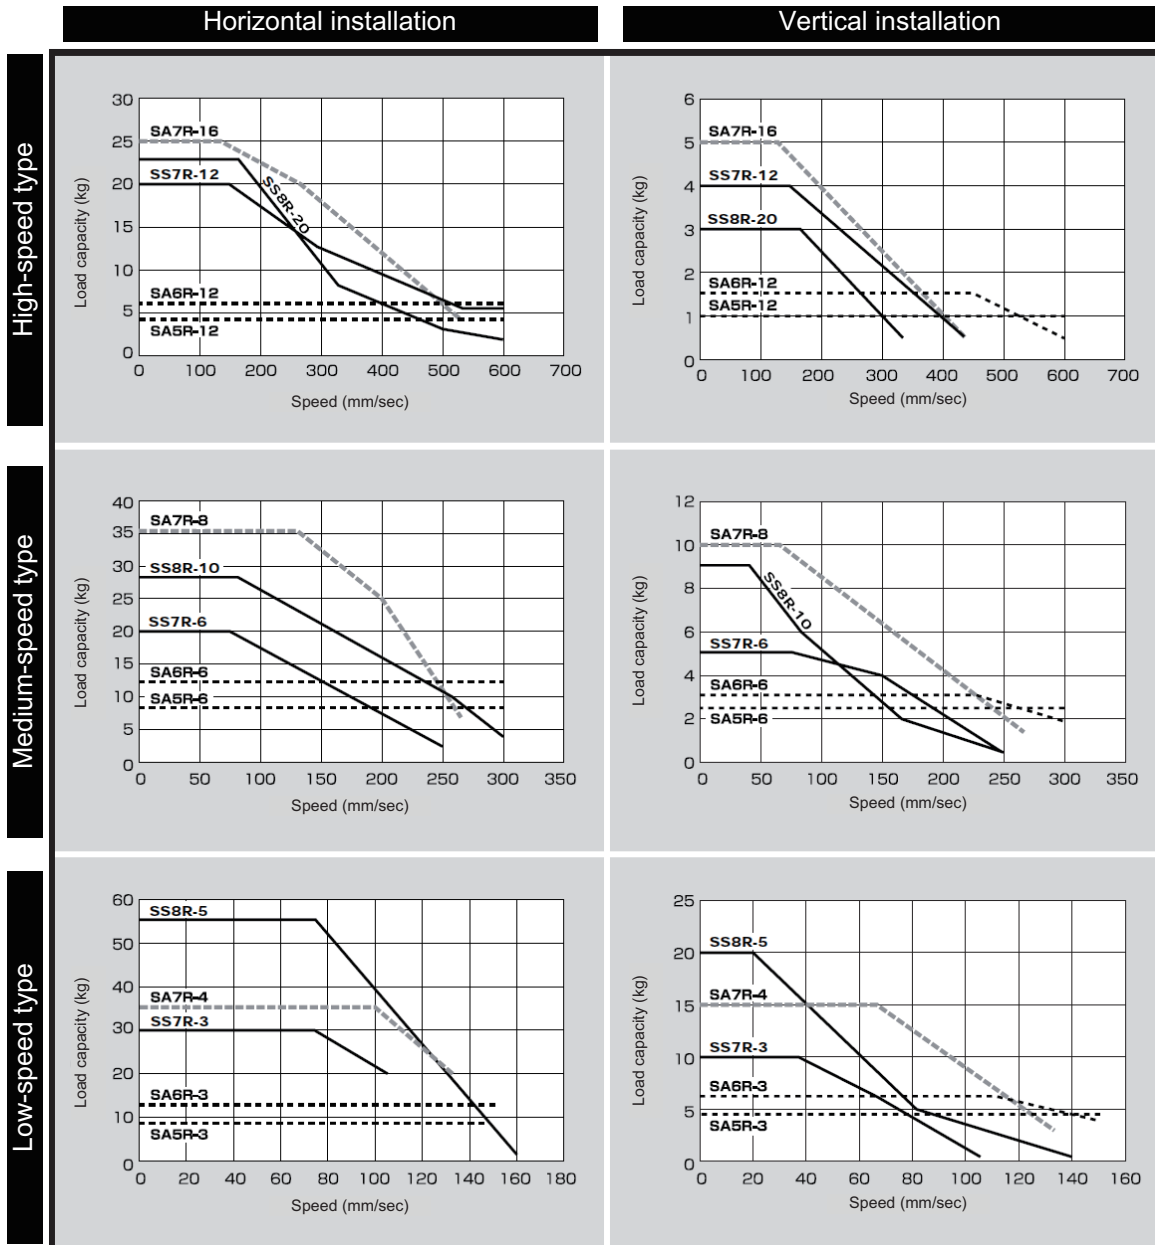 Horizontal installation
Vertical installation
High-speed type
Load capacity (kg)
30
25
20
15
10
5
0
SA7R-16
SS7R-12
SS8R-20
SA6R-12
SA5R-12
0 100 200 300 400 500 600 700
Speed (mm/sec)
Load capacity (kg)
6
5
4
3
2
1
0
SA7R-16
SS7R-12
SS8R-20
SA6R-12
SA5R-12
0 100 200 300 400 500 600 700
Speed (mm/sec)
Medium-speed type
Load capacity (kg)
40
35
30
25
20
15
10
5
0
SA7R-8
SS8R-10
SS7R-6
SA6R-6
SA5R-6
0 50 100 150 200 250 300 350
Speed (mm/sec)
Load capacity (kg)
12
10
8
6
4
2
0
SA7R-8
SS8R-10
SS7R-6
SA6R-6
SA5R-6
0 50 100 150 200 250 300 350
Speed (mm/sec)
Low-speed type
Load capacity (kg)
60
50
40
30
20
10
0
SS8R-5
SA7R-4
SS7R-3
SA6R-3
SA5R-3
0 20 40 60 80 100 120 140 160 180
Speed (mm/sec)
Load capacity (kg)
25
20
15
10
5
0
SS8R-5
SA7R-4
SS7R-3
SA6R-3
SA5R-3
0 20 40 60 80 100 120 140 160
Speed (mm/sec)